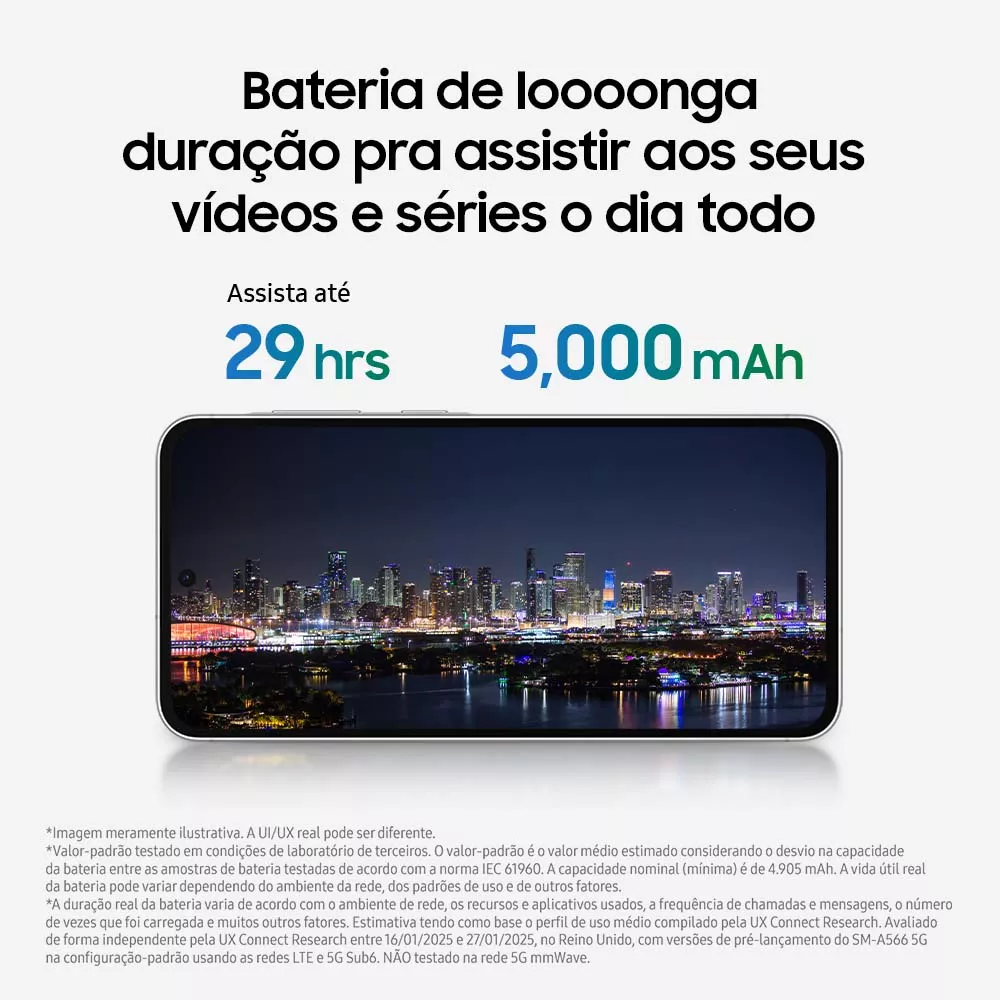 Bateria de loooonga
duração pra assistir aos seus
vídeos e séries o dia todo
Assista até
29 hrs
5,000 mAh
*Imagem meramente ilustrativa. A UI/UX real pode ser diferente.
*Valor-padrão testado em condições de laboratório de terceiros. O valor-padrão é o valor médio estimado considerando o desvio na capacidade
da bateria entre as amostras de bateria testadas de acordo com a norma IEC 61960. A capacidade nominal (mínima) é de 4.905 mAh. A vida útil real
da bateria pode variar dependendo do ambiente da rede, dos padrões de uso e de outros fatores.
*A duração real da bateria varia de acordo com o ambiente de rede, os recursos e aplicativos usados, a frequência de chamadas e mensagens, o número
de vezes que foi carregada e muitos outros fatores. Estimativa tendo como base o perfil de uso médio compilado pela UX Connect Research. Avaliado
de forma independente pela UX Connect Research entre 16/01/2025 e 27/01/2025, no Reino Unido, com versões de pré-lançamento do SM-A566 5G
na configuração-padrão usando as redes LTE e 5G Sub6. NÃO testado na rede 5G mmWave.